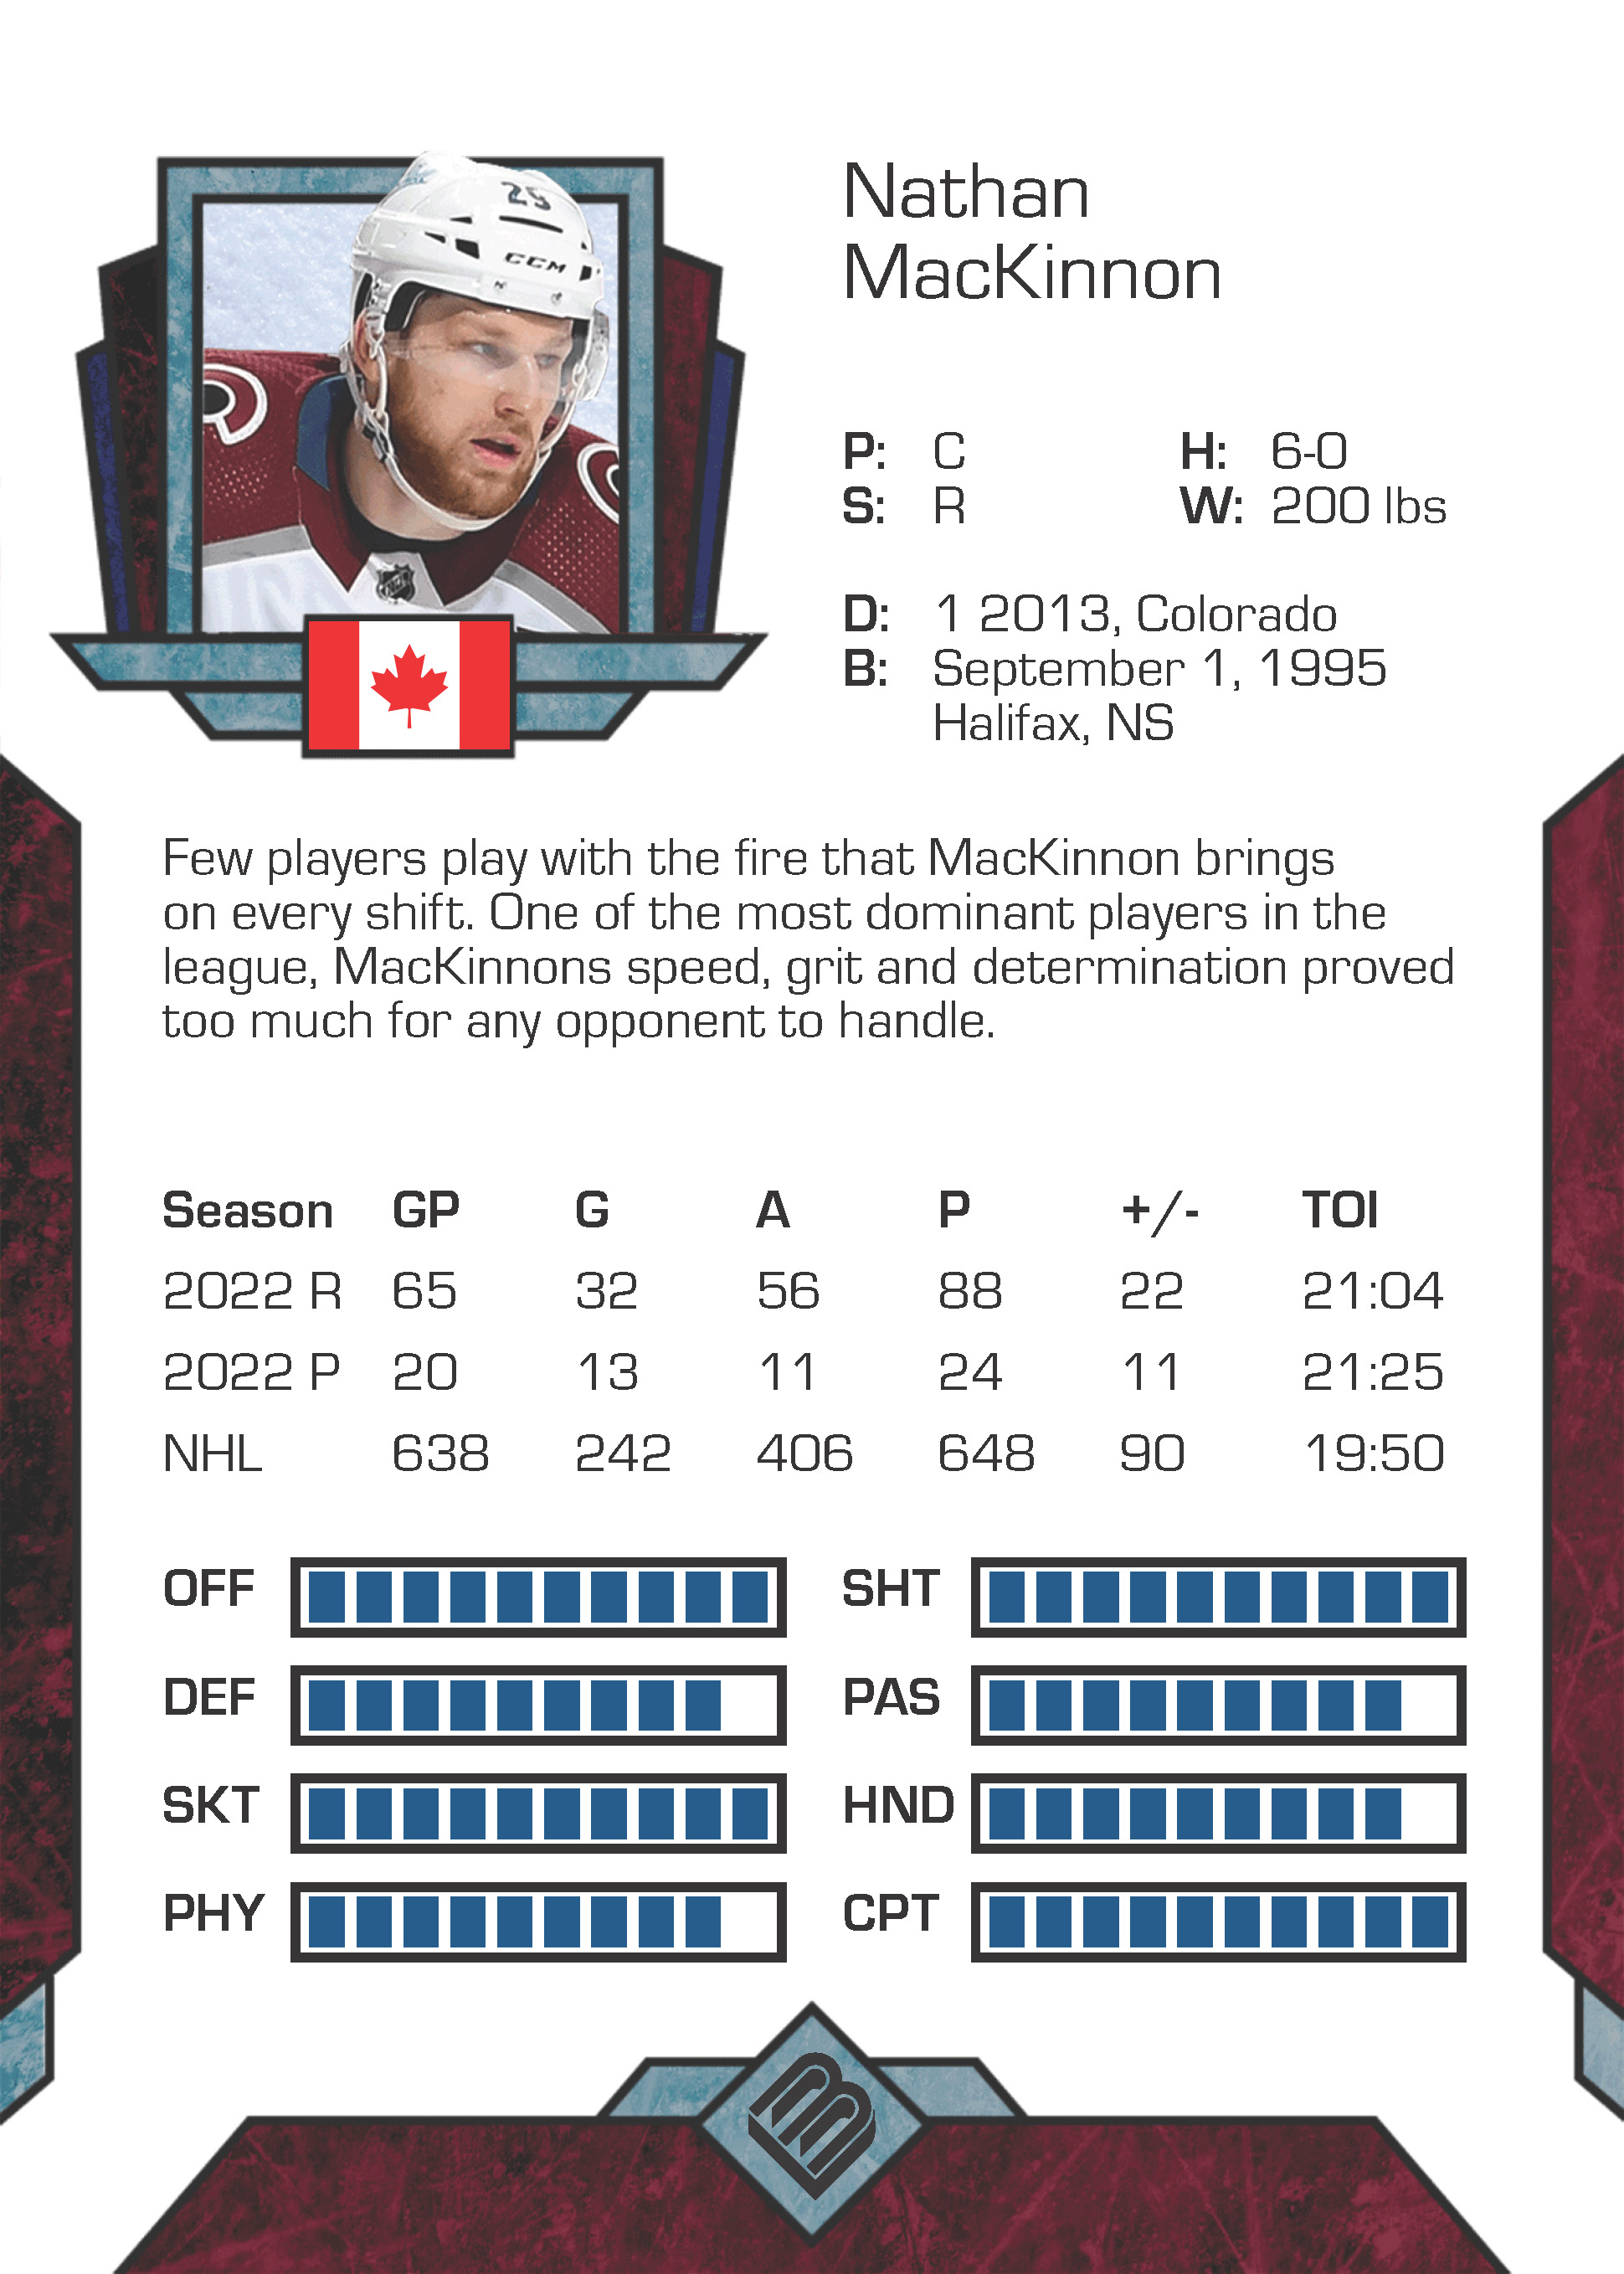 25
CCM
Nathan
MacKinnon
P: C H: 6-0
S: R W: 200 lbs
D: 1 2013, Colorado
B: September 1, 1995
Halifax, NS
Few players play with the fire that MacKinnon brings
on every shift. One of the most dominant players in the
league, MacKinnons speed, grit and determination proved
too much for any opponent to handle.
Season GP G A P +/- TOI
2022 R 65 32 56 88 22 21:04
2022 P 20 13 11 24 11 21:25
NHL 638 242 406 648 90 19:50
OFF SHT
DEF PAS
SKT HND
PHY CPT